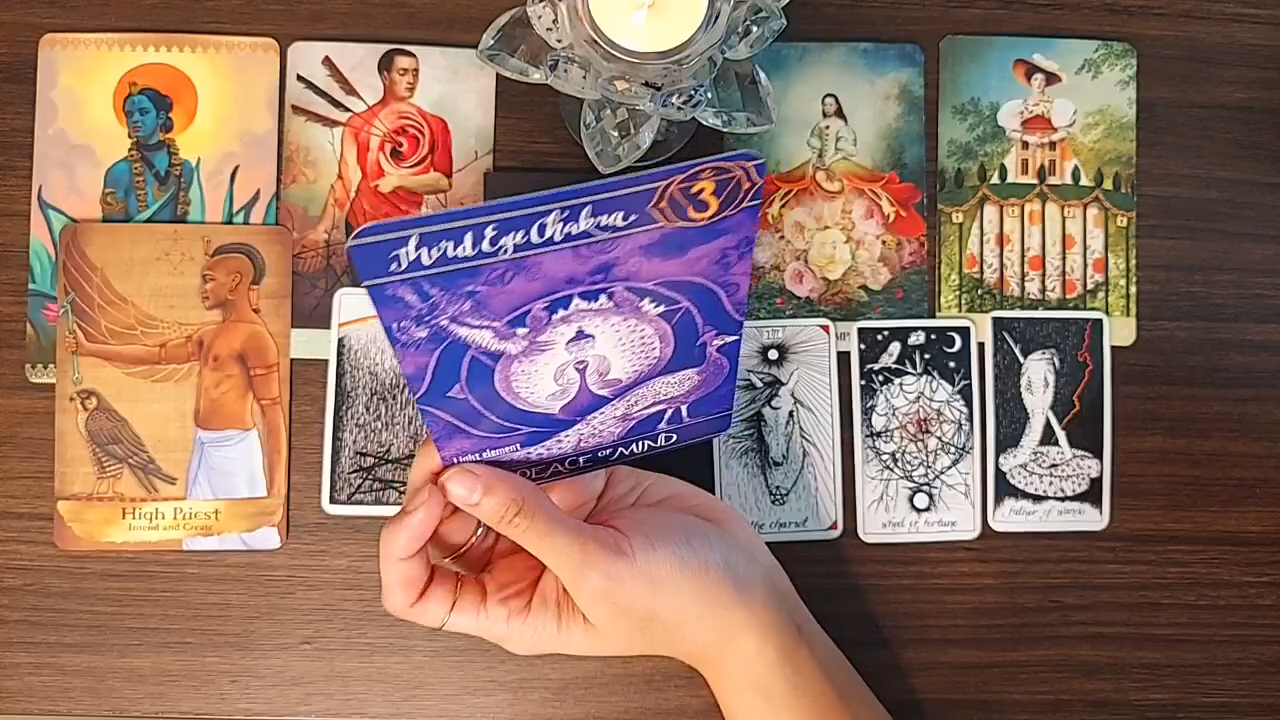 Third Eye Chakra
Light element
PEACE OF MIND
High Priest
Intend and Create
the chariot
wheel of fortune
father of wands